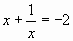 x + 1/x = −2